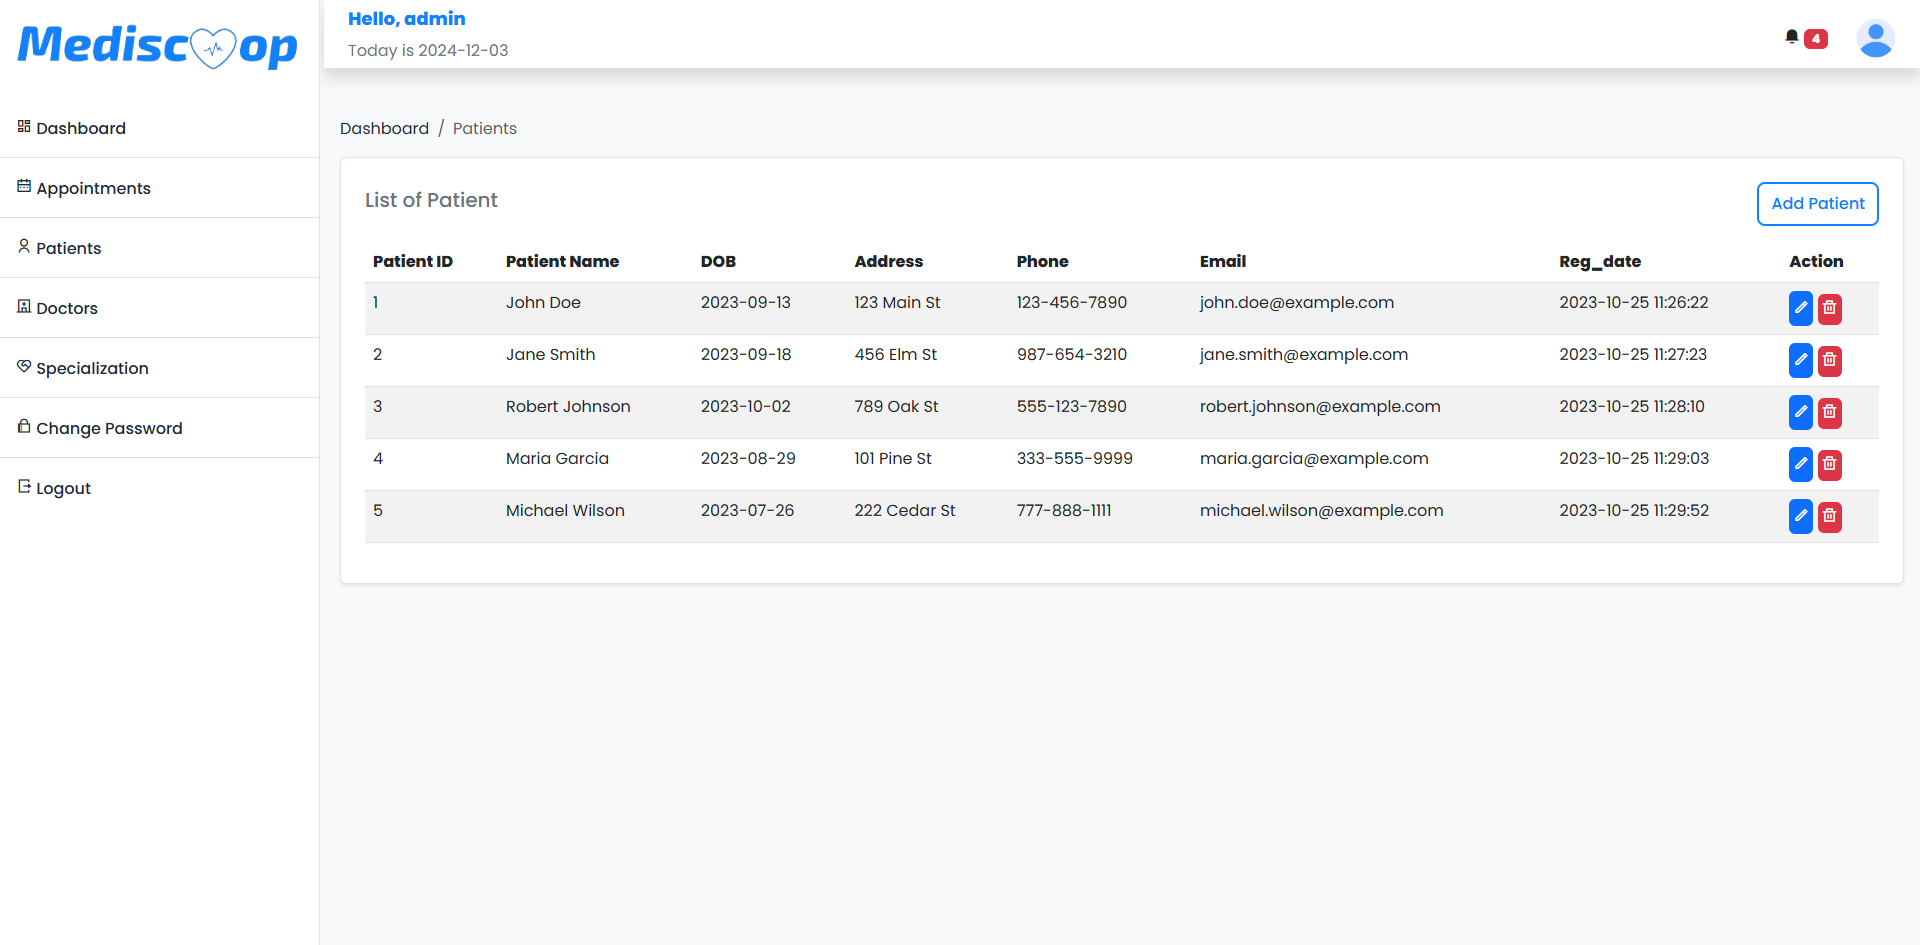 Mediscoop
Hello, admin
Today is 2024-12-03
4
Dashboard
Appointments
Patients
Doctors
Specialization
Change Password
Logout
Dashboard / Patients
List of Patient
Add Patient
Patient ID Patient Name DOB Address Phone Email Reg_date Action
1 John Doe 2023-09-13 123 Main St 123-456-7890 john.doe@example.com 2023-10-25 11:26:22
2 Jane Smith 2023-09-18 456 Elm St 987-654-3210 jane.smith@example.com 2023-10-25 11:27:23
3 Robert Johnson 2023-10-02 789 Oak St 555-123-7890 robert.johnson@example.com 2023-10-25 11:28:10
4 Maria Garcia 2023-08-29 101 Pine St 333-555-9999 maria.garcia@example.com 2023-10-25 11:29:03
5 Michael Wilson 2023-07-26 222 Cedar St 777-888-1111 michael.wilson@example.com 2023-10-25 11:29:52